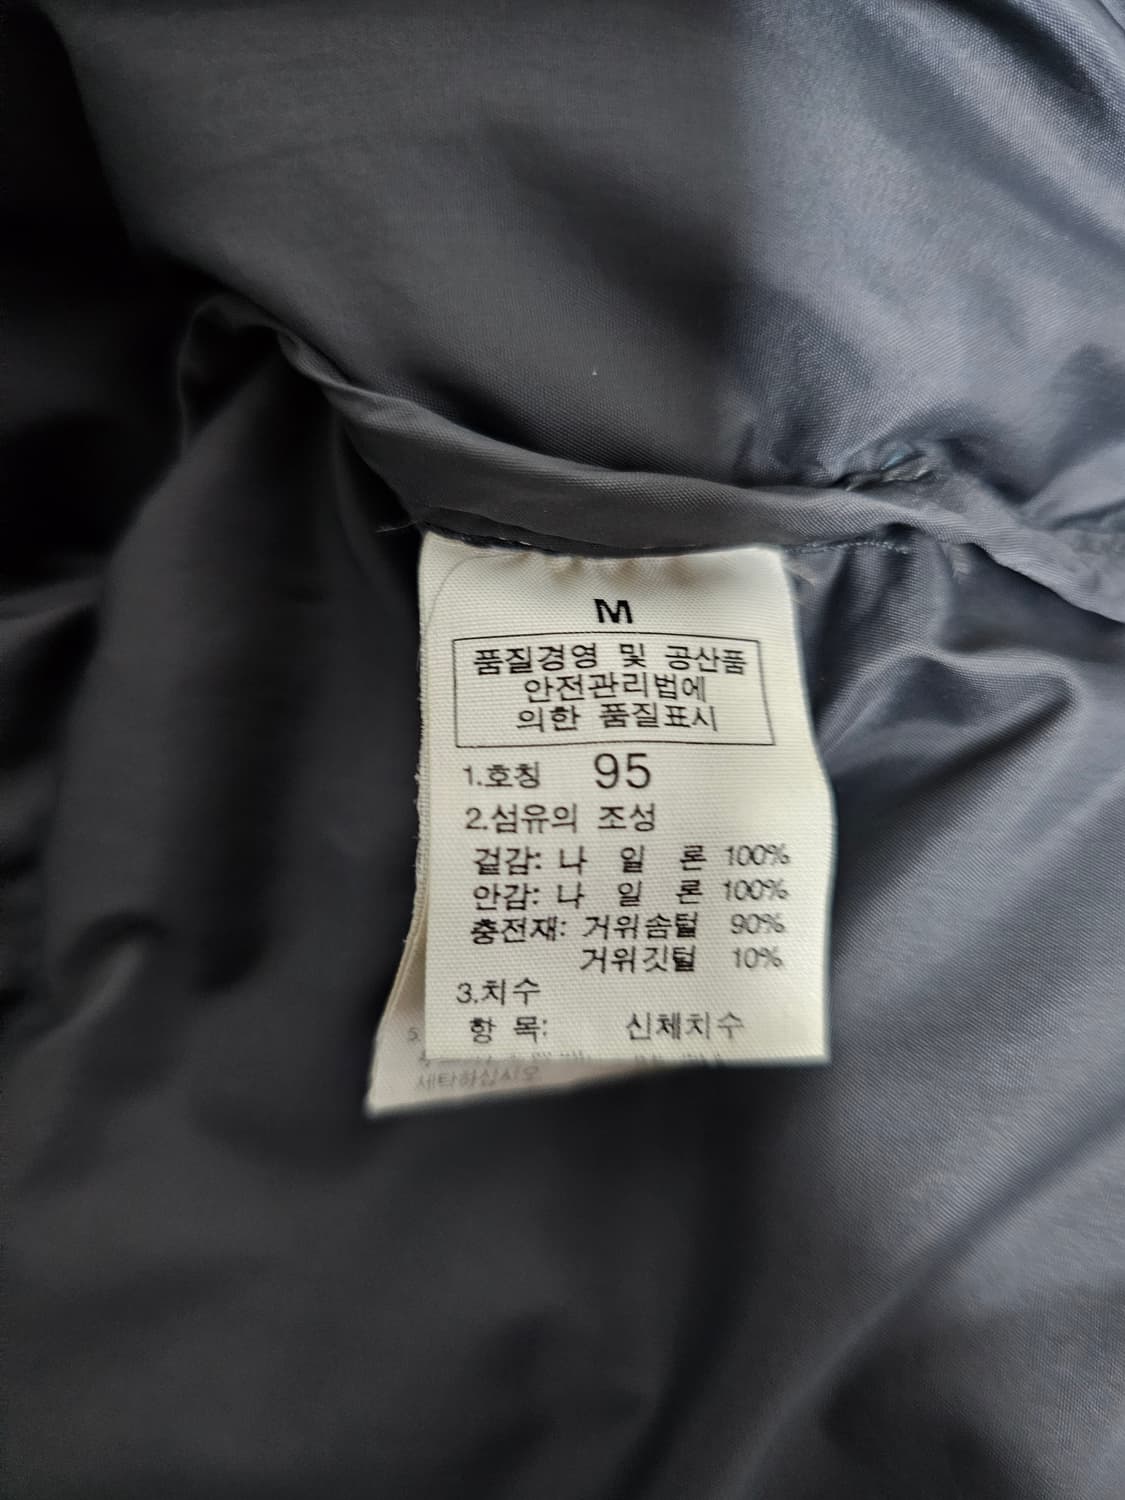 M
품질경영 및 공산품
안전관리법에
의한 품질표시
1.호칭 95
2.섬유의 조성
겉감: 나 일 론 100%
안감: 나 일 론 100%
충전재: 거위솜털 90%
거위깃털 10%
3.치수
항 목: 신체치수
5.
세탁하십시오